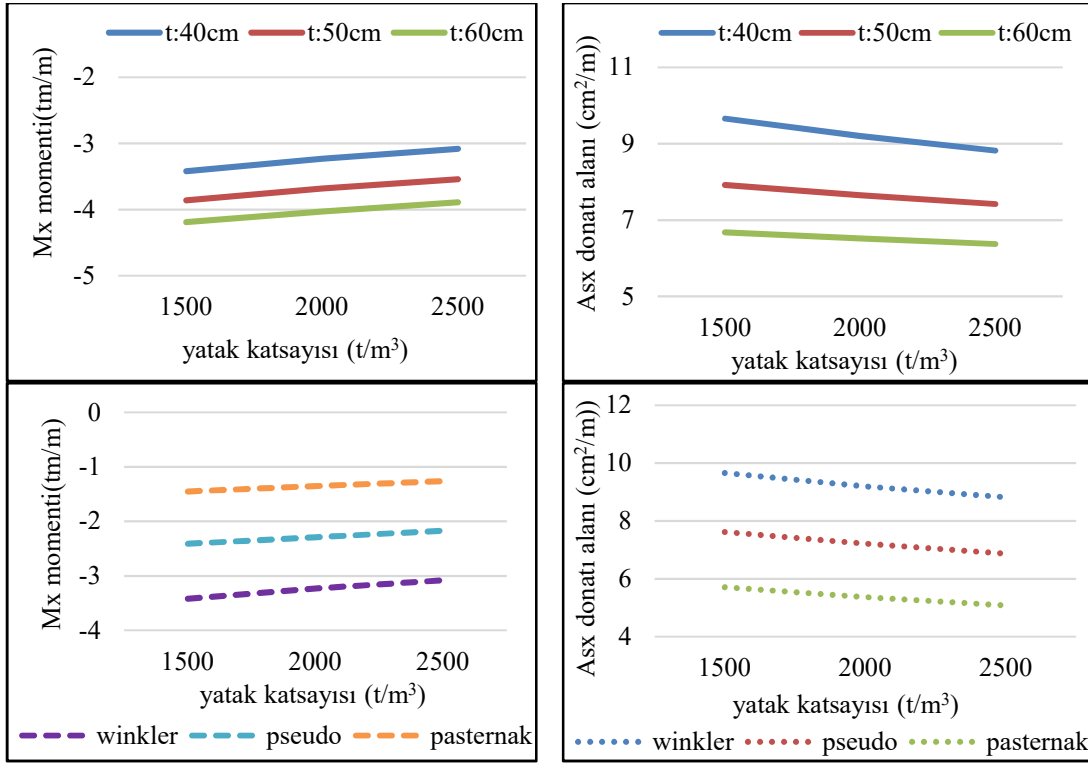 t:40cm t:50cm t:60cm
-2
-3
-4
-5
Mx momenti(tm/m)
1500 2000 2500
yatak katsayısı (t/m³)
t:40cm t:50cm t:60cm
11
9
7
5
Asx donatı alanı (cm²/m))
1500 2000 2500
yatak katsayısı (t/m³)
0
-1
-2
-3
-4
Mx momenti(tm/m)
1500 2000 2500
yatak katsayısı (t/m³)
winkler pseudo pasternak
12
10
8
6
4
Asx donatı alanı (cm²/m))
1500 2000 2500
yatak katsayısı (t/m³)
winkler pseudo pasternak